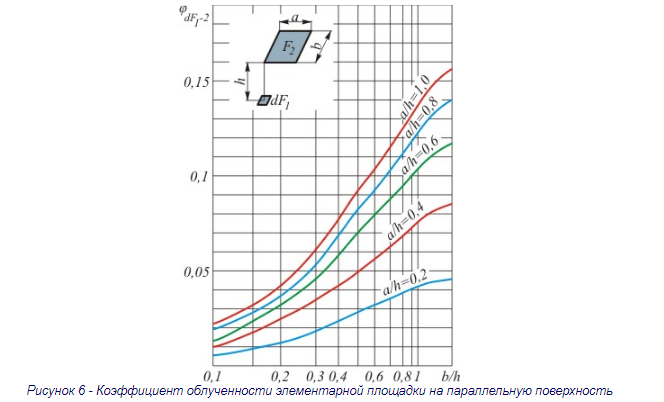 φ dF₁-2
a
F₂
b
h
dF₁
0,15
0,1
0,05
a/h=1,0
a/h=0,8
a/h=0,6
a/h=0,4
a/h=0,2
0,1 0,2 0,3 0,4 0,6 0,8 1 b/h
Рисунок 6 - Коэффициент облученности элементарной площадки на параллельную поверхность